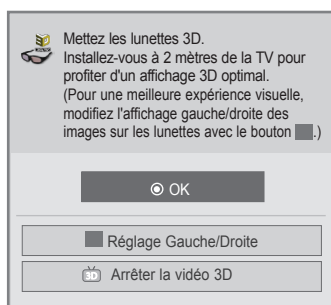 Mettez les lunettes 3D.
Installez-vous à 2 mètres de la TV pour
profiter d'un affichage 3D optimal.
(Pour une meilleure expérience visuelle,
modifiez l'affichage gauche/droite des
images sur les lunettes avec le bouton .)
OK
Réglage Gauche/Droite
3D Arrêter la vidéo 3D